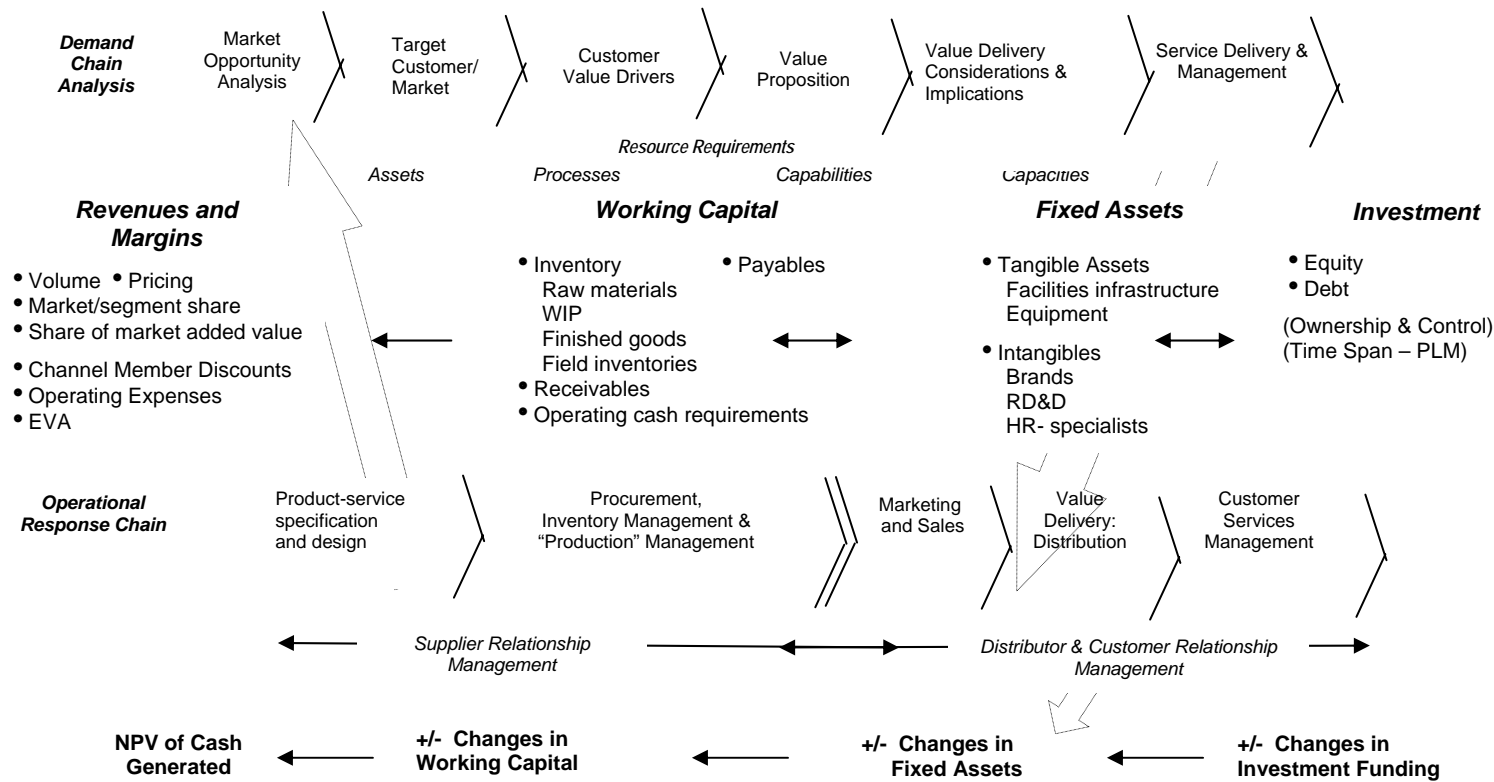 Demand
Chain
Analysis
Market
Opportunity
Analysis
Target
Customer/
Market
Customer
Value Drivers
Value
Proposition
Value Delivery
Considerations &
Implications
Service Delivery &
Management
Resource Requirements
Assets
Processes
Capabilities
Capacities
Revenues and
Margins
• Volume • Pricing
• Market/segment share
• Share of market added value
• Channel Member Discounts
• Operating Expenses
• EVA
Working Capital
• Inventory
Raw materials
WIP
Finished goods
Field inventories
• Receivables
• Operating cash requirements
• Payables
Fixed Assets
• Tangible Assets
Facilities infrastructure
Equipment
• Intangibles
Brands
RD&D
HR- specialists
Investment
• Equity
• Debt
(Ownership & Control)
(Time Span – PLM)
Operational
Response Chain
Product-service
specification
and design
Procurement,
Inventory Management &
“Production” Management
Marketing
and Sales
Value
Delivery:
Distribution
Customer
Services
Management
Supplier Relationship
Management
Distributor & Customer Relationship
Management
NPV of Cash
Generated
+/- Changes in
Working Capital
+/- Changes in
Fixed Assets
+/- Changes in
Investment Funding